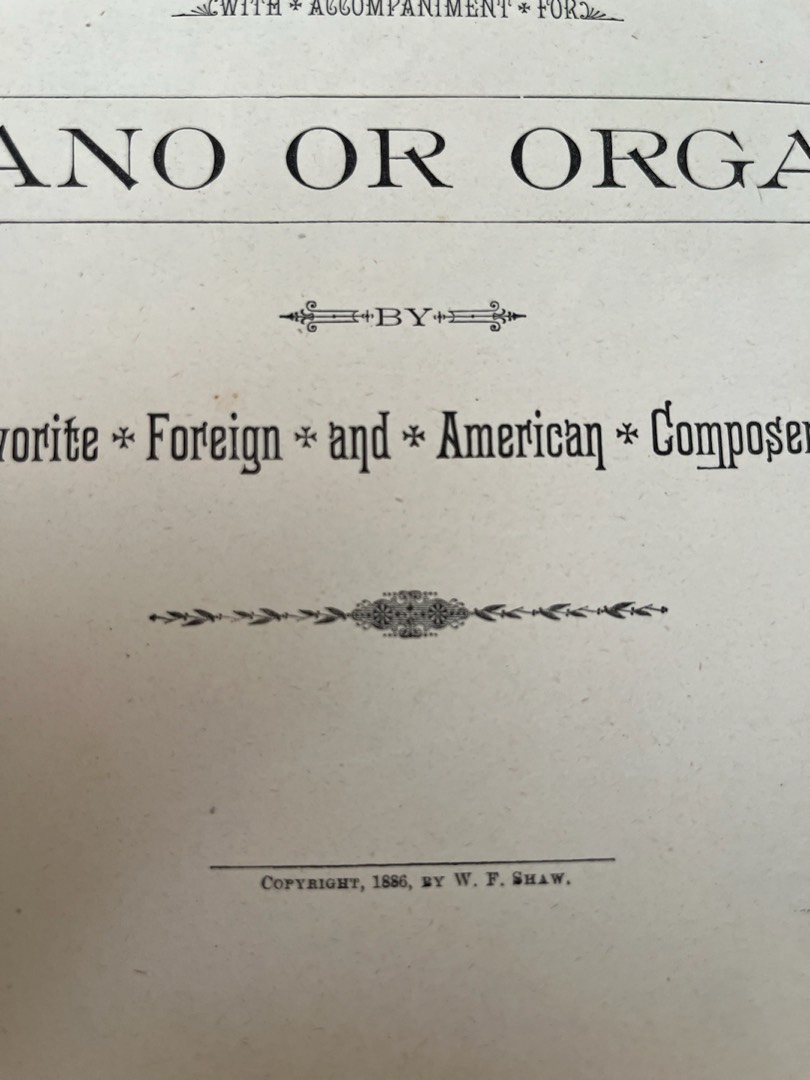 WITH ✠ ACCOMPANIMENT ✠ FOR
ANO OR ORGA
BY
vorite ✠ Foreign ✠ and ✠ American ✠ Composer
COPYRIGHT, 1886, BY W. F. SHAW.